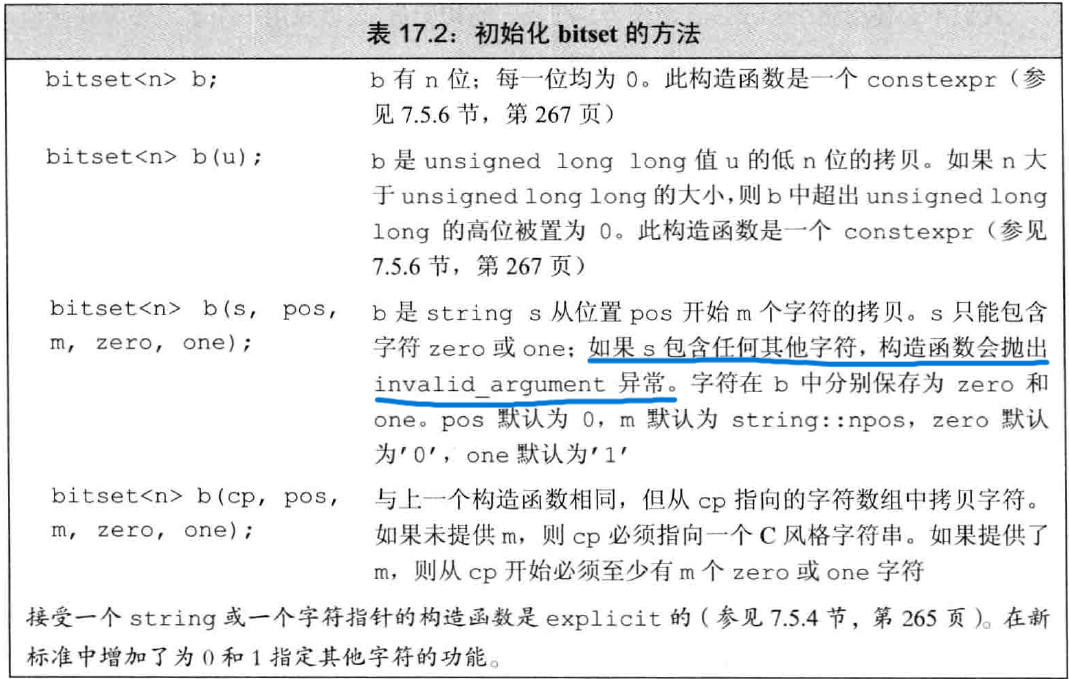 表 17.2：初始化 bitset 的方法
bitset<n> b; b 有 n 位；每一位均为 0。此构造函数是一个 constexpr（参
见 7.5.6 节，第 267 页）
bitset<n> b(u); b 是 unsigned long long 值 u 的低 n 位的拷贝。如果 n 大
于 unsigned long long 的大小，则 b 中超出 unsigned long
long 的高位被置为 0。此构造函数是一个 constexpr（参见
7.5.6 节，第 267 页）
bitset<n> b(s, pos, b 是 string s 从位置 pos 开始 m 个字符的拷贝。s 只能包含
m, zero, one); 字符 zero 或 one；如果 s 包含任何其他字符，构造函数会抛出
invalid_argument 异常。字符在 b 中分别保存为 zero 和
one。pos 默认为 0，m 默认为 string::npos，zero 默认
为'0'，one 默认为'1'
bitset<n> b(cp, pos, 与上一个构造函数相同，但从 cp 指向的字符数组中拷贝字符。
m, zero, one); 如果未提供 m，则 cp 必须指向一个 C 风格字符串。如果提供了
m，则从 cp 开始必须至少有 m 个 zero 或 one 字符
接受一个 string 或一个字符指针的构造函数是 explicit 的（参见 7.5.4 节，第 265 页）。在新
标准中增加了为 0 和 1 指定其他字符的功能。